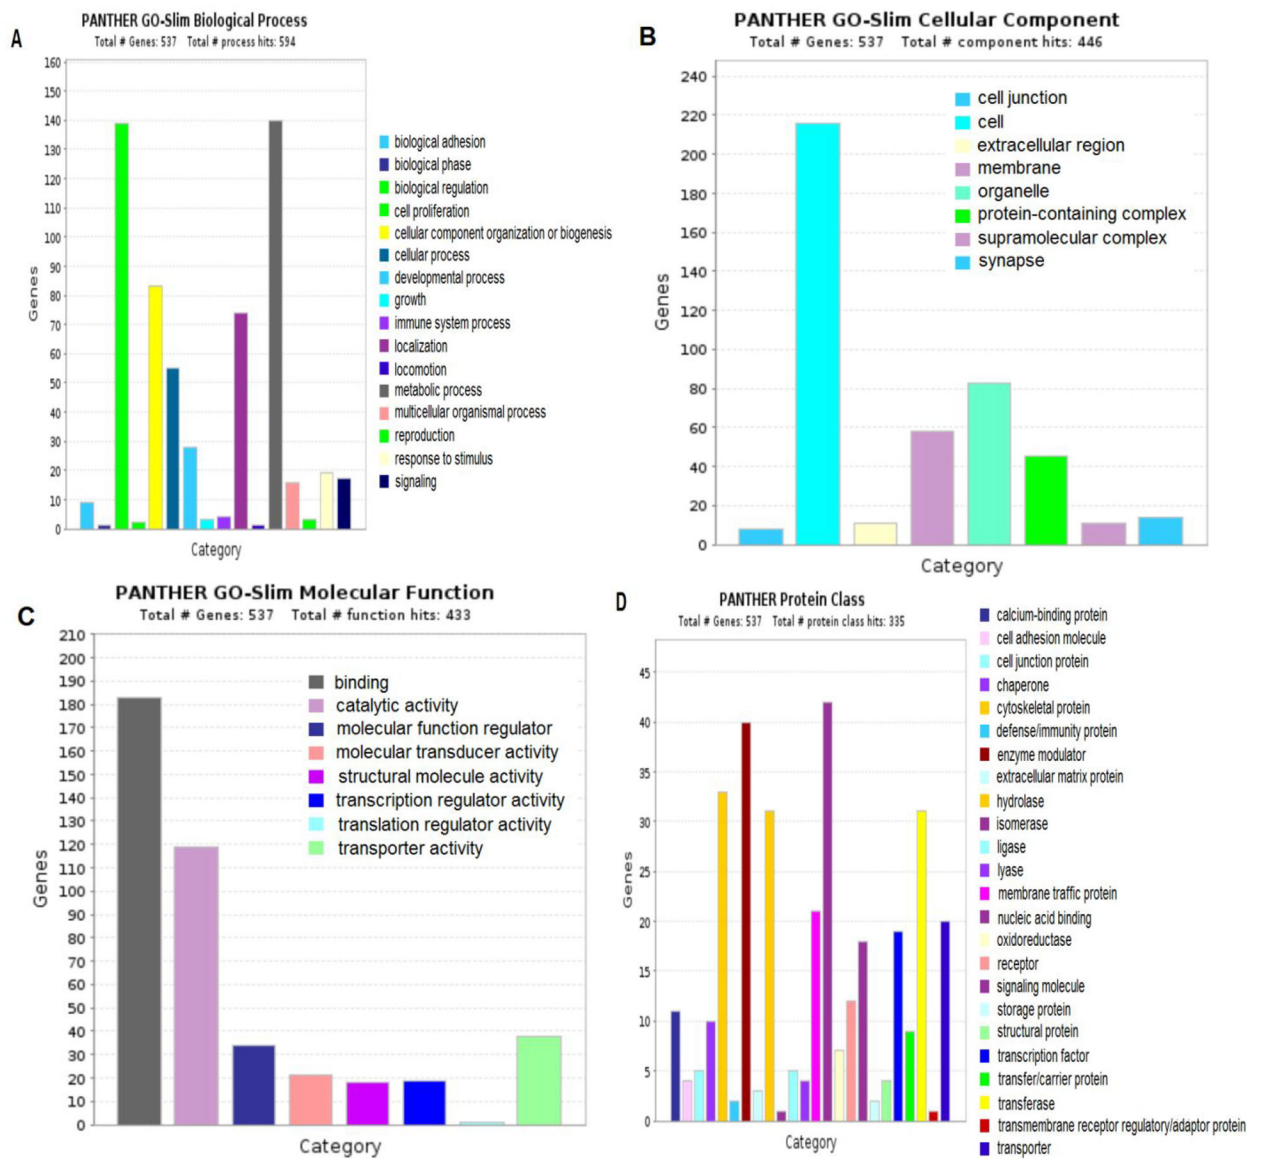 A
PANTHER GO-Slim Biological Process
Total # Genes: 537 Total # process hits: 594
160
150
140
130
120
110
100
90
80
70
60
50
40
30
20
10
0
Genes
Category
biological adhesion
biological phase
biological regulation
cell proliferation
cellular component organization or biogenesis
cellular process
developmental process
growth
immune system process
localization
locomotion
metabolic process
multicellular organismal process
reproduction
response to stimulus
signaling
B
PANTHER GO-Slim Cellular Component
Total # Genes: 537 Total # component hits: 446
240
220
200
180
160
140
120
100
80
60
40
20
0
Genes
Category
cell junction
cell
extracellular region
membrane
organelle
protein-containing complex
supramolecular complex
synapse
C
PANTHER GO-Slim Molecular Function
Total # Genes: 537 Total # function hits: 433
210
200
190
180
170
160
150
140
130
120
110
100
90
80
70
60
50
40
30
20
10
0
Genes
Category
binding
catalytic activity
molecular function regulator
molecular transducer activity
structural molecule activity
transcription regulator activity
translation regulator activity
transporter activity
D
PANTHER Protein Class
Total # Genes: 537 Total # protein class hits: 335
45
40
35
30
25
20
15
10
5
0
Genes
Category
calcium-binding protein
cell adhesion molecule
cell junction protein
chaperone
cytoskeletal protein
defense/immunity protein
enzyme modulator
extracellular matrix protein
hydrolase
isomerase
ligase
lyase
membrane traffic protein
nucleic acid binding
oxidoreductase
receptor
signaling molecule
storage protein
structural protein
transcription factor
transfer/carrier protein
transferase
transmembrane receptor regulatory/adaptor protein
transporter